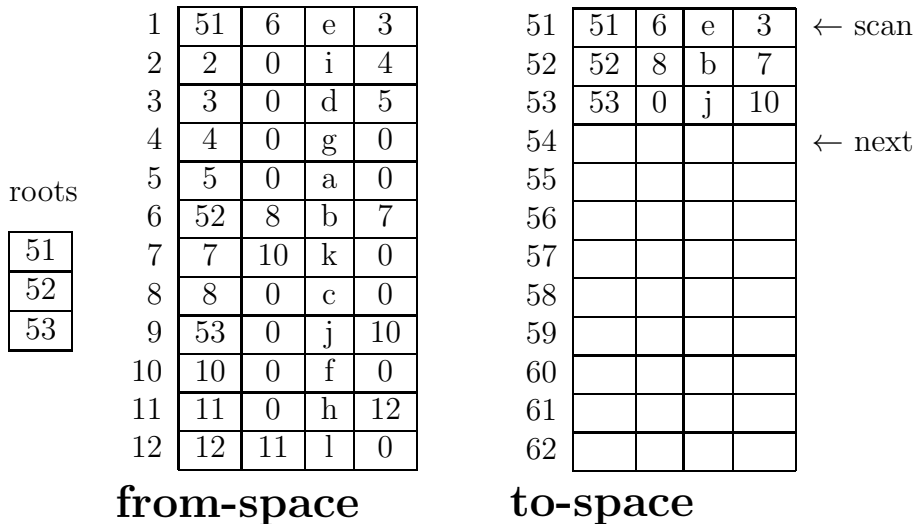 1 51 6 e 3 51 51 6 e 3 ← scan
2 2 0 i 4 52 52 8 b 7
3 3 0 d 5 53 53 0 j 10
4 4 0 g 0 54 ← next
5 5 0 a 0 55
roots
6 52 8 b 7 56
51 7 7 10 k 0 57
52 8 8 0 c 0 58
53 9 53 0 j 10 59
10 10 0 f 0 60
11 11 0 h 12 61
12 12 11 l 0 62
from-space to-space